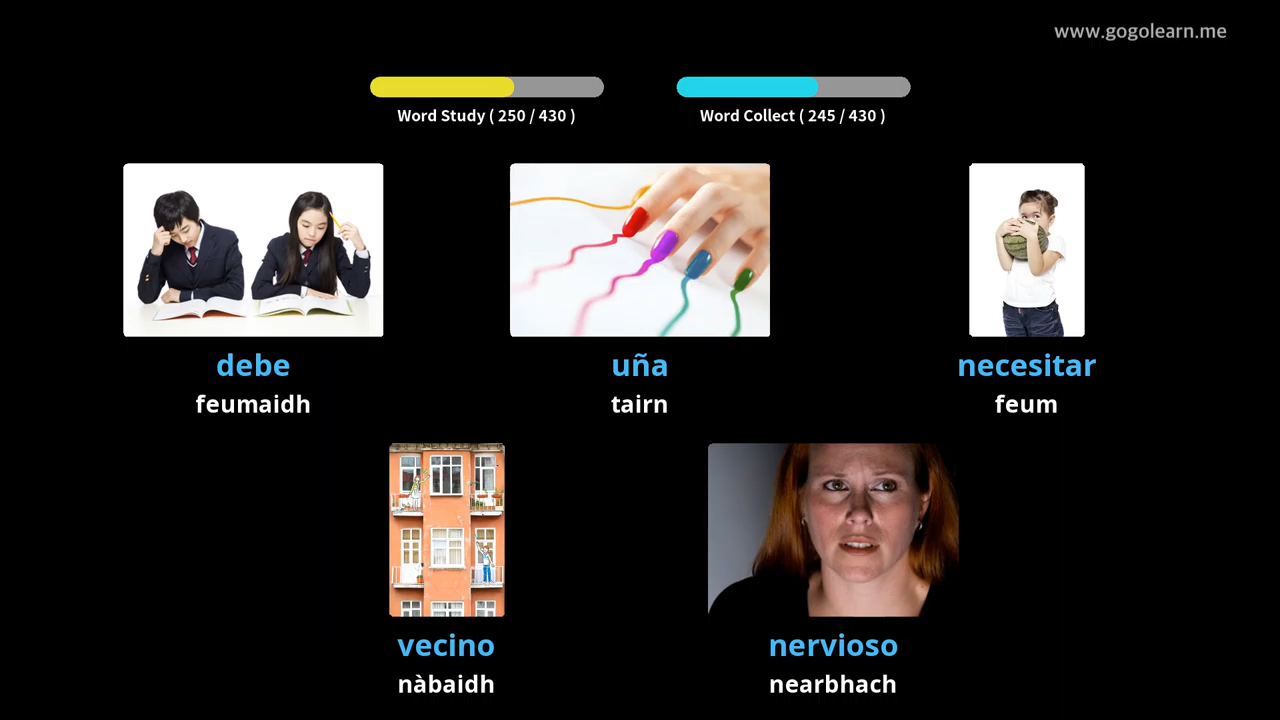 www.gogolearn.me
Word Study ( 250 / 430 )
Word Collect ( 245 / 430 )
debe
feumaidh
uña
tairn
necesitar
feum
vecino
nàbaidh
nervioso
nearbhach